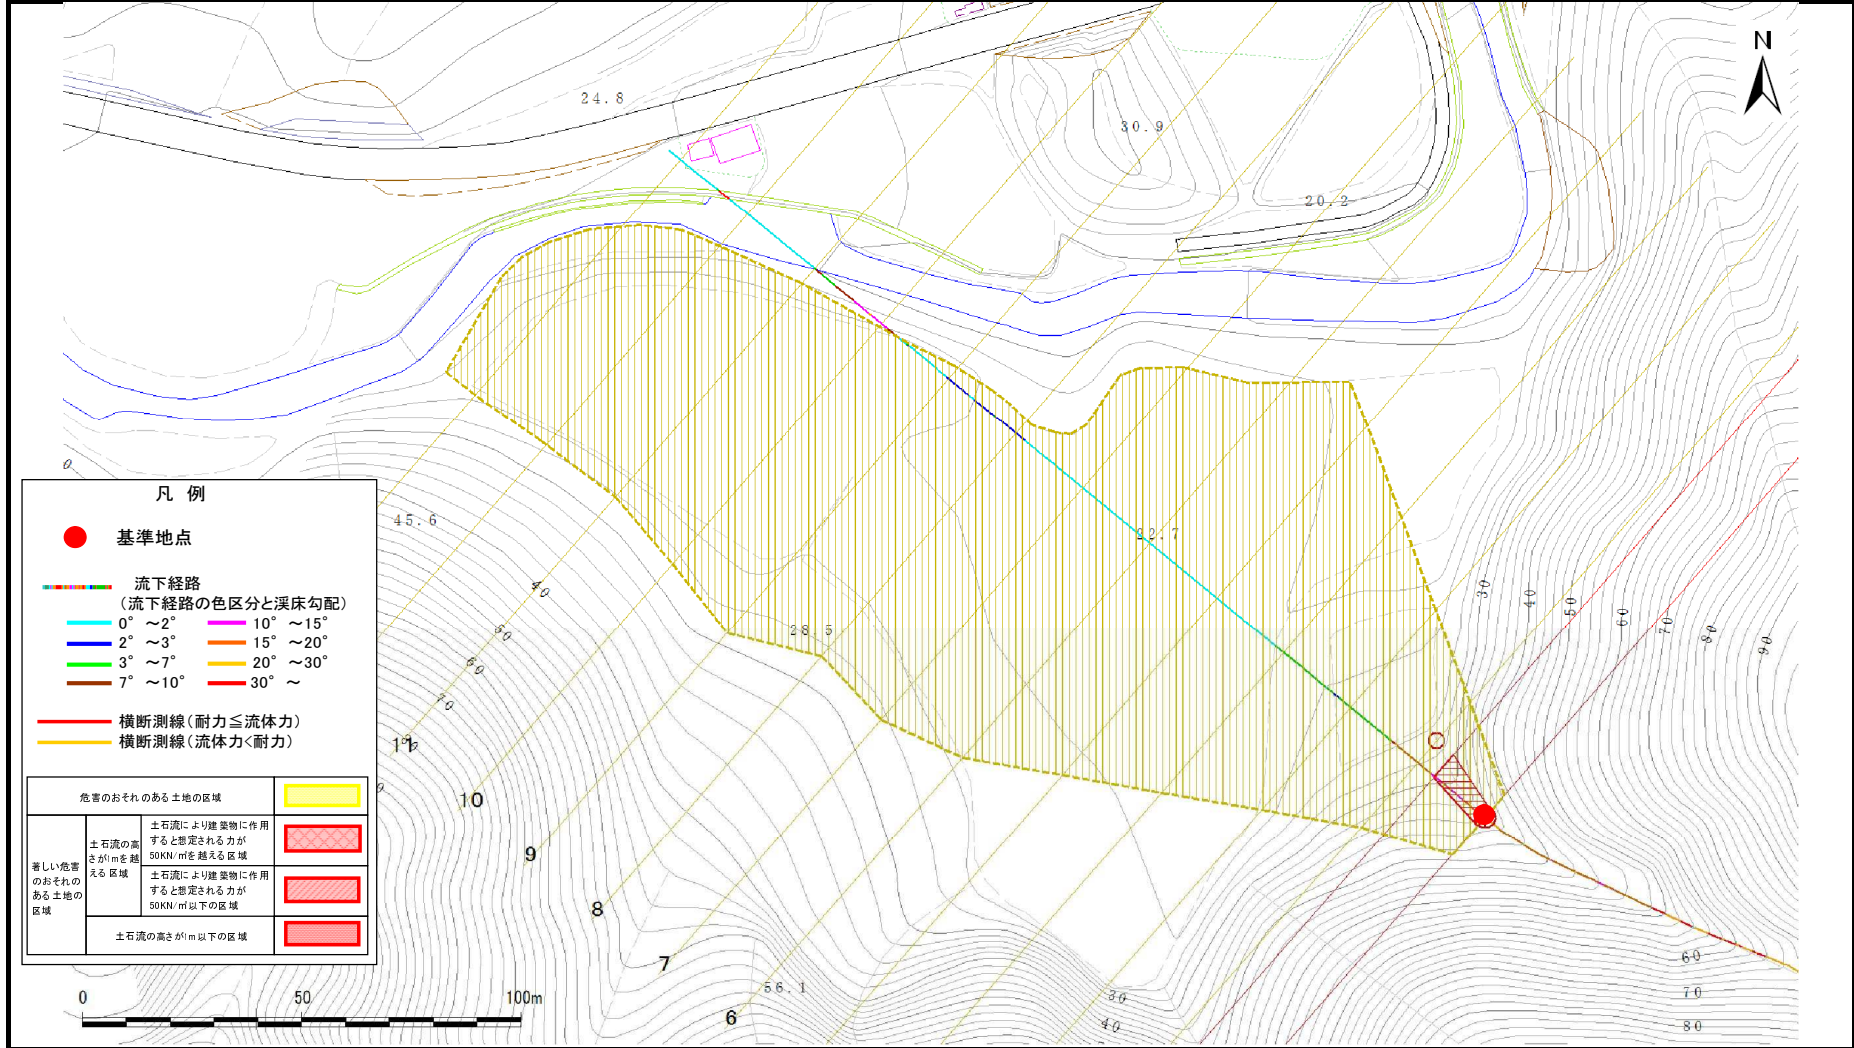 N
24.8
30.9
20.2
0
45.6
22.7
28.5
56.1
40
50
60
70
30
40
50
60
70
80
90
60
70
80
30
40
11
10
9
8
7
6
凡 例
基準地点
流下経路
（流下経路の色区分と渓床勾配）
0° ～2°
10° ～15°
2° ～3°
15° ～20°
3° ～7°
20° ～30°
7° ～10°
30° ～
横断測線（耐力≦流体力）
横断測線（流体力<耐力）
危害のおそれのある土地の区域
著しい危害
のおそれの
ある土地の
区域
土石流の高
さが1mを越
える区域
土石流により建築物に作用
すると想定される力が
50KN/㎡を越える区域
土石流により建築物に作用
すると想定される力が
50KN/㎡以下の区域
土石流の高さが1m以下の区域
0 50 100m